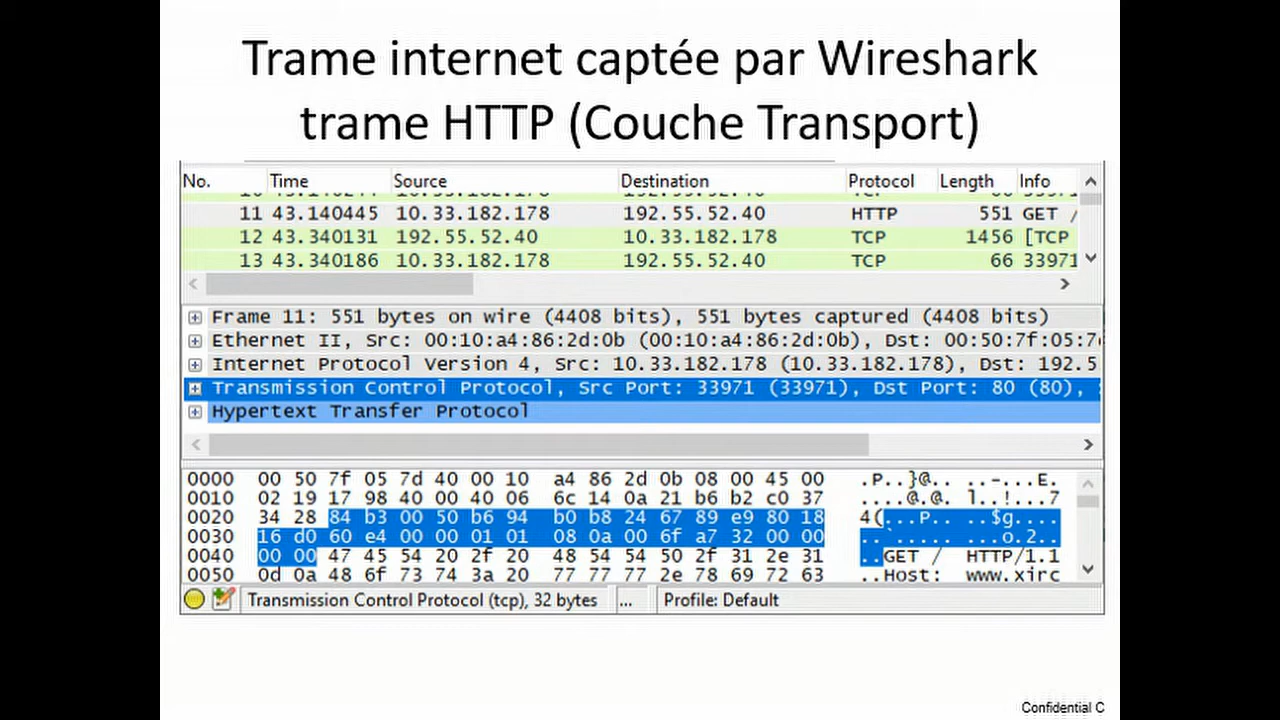 Trame internet captée par Wireshark
trame HTTP (Couche Transport)
No. Time Source Destination Protocol Length Info
11 43.140445 10.33.182.178 192.55.52.40 HTTP 551 GET /
12 43.340131 192.55.52.40 10.33.182.178 TCP 1456 [TCP
13 43.340186 10.33.182.178 192.55.52.40 TCP 66 33971
Frame 11: 551 bytes on wire (4408 bits), 551 bytes captured (4408 bits)
Ethernet II, Src: 00:10:a4:86:2d:0b (00:10:a4:86:2d:0b), Dst: 00:50:7f:05:7
Internet Protocol Version 4, Src: 10.33.182.178 (10.33.182.178), Dst: 192.5
Transmission Control Protocol, Src Port: 33971 (33971), Dst Port: 80 (80),
Hypertext Transfer Protocol
0000 00 50 7f 05 7d 40 00 10 a4 86 2d 0b 08 00 45 00 .P..}@.. ..-...E.
0010 02 19 17 98 40 00 40 06 6c 14 0a 21 b6 b2 c0 37 ....@.@. l..!...7
0020 34 28 84 b3 00 50 b6 94 b0 b8 24 67 89 e9 80 18 4(...P.. ..$g....
0030 16 d0 60 e4 00 00 01 01 08 0a 00 6f a7 32 00 00 ..`..... ...o.2..
0040 00 00 47 45 54 20 2f 20 48 54 54 50 2f 31 2e 31 ..GET / HTTP/1.1
0050 0d 0a 48 6f 73 74 3a 20 77 77 77 2e 78 69 72 63 ..Host: www.xirc
Transmission Control Protocol (tcp), 32 bytes ... Profile: Default
Confidential C